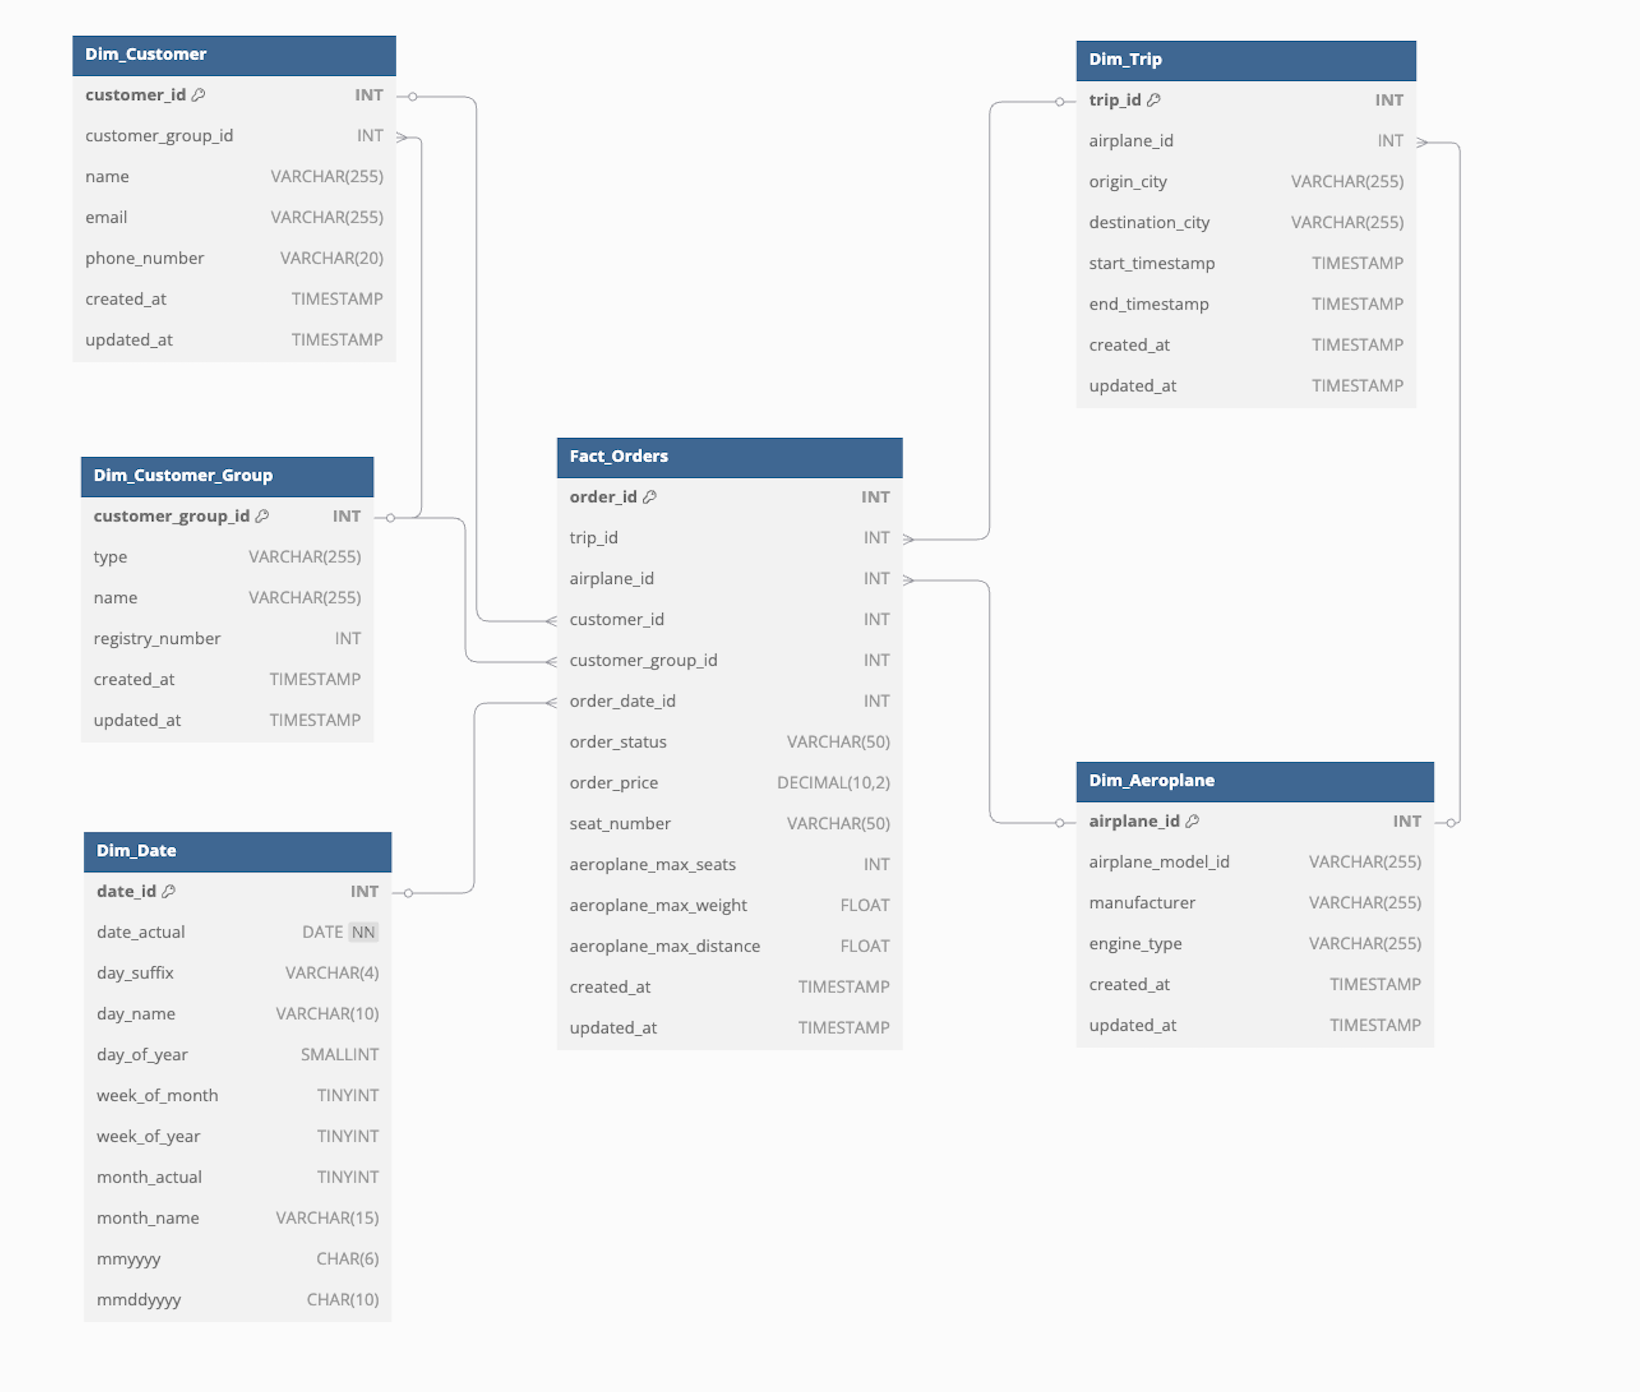 Dim_Customer
customer_id INT
customer_group_id INT
name VARCHAR(255)
email VARCHAR(255)
phone_number VARCHAR(20)
created_at TIMESTAMP
updated_at TIMESTAMP
Dim_Customer_Group
customer_group_id INT
type VARCHAR(255)
name VARCHAR(255)
registry_number INT
created_at TIMESTAMP
updated_at TIMESTAMP
Dim_Date
date_id INT
date_actual DATE NN
day_suffix VARCHAR(4)
day_name VARCHAR(10)
day_of_year SMALLINT
week_of_month TINYINT
week_of_year TINYINT
month_actual TINYINT
month_name VARCHAR(15)
mmyyyy CHAR(6)
mmddyyyy CHAR(10)
Fact_Orders
order_id INT
trip_id INT
airplane_id INT
customer_id INT
customer_group_id INT
order_date_id INT
order_status VARCHAR(50)
order_price DECIMAL(10,2)
seat_number VARCHAR(50)
aeroplane_max_seats INT
aeroplane_max_weight FLOAT
aeroplane_max_distance FLOAT
created_at TIMESTAMP
updated_at TIMESTAMP
Dim_Trip
trip_id INT
airplane_id INT
origin_city VARCHAR(255)
destination_city VARCHAR(255)
start_timestamp TIMESTAMP
end_timestamp TIMESTAMP
created_at TIMESTAMP
updated_at TIMESTAMP
Dim_Aeroplane
airplane_id INT
airplane_model_id VARCHAR(255)
manufacturer VARCHAR(255)
engine_type VARCHAR(255)
created_at TIMESTAMP
updated_at TIMESTAMP